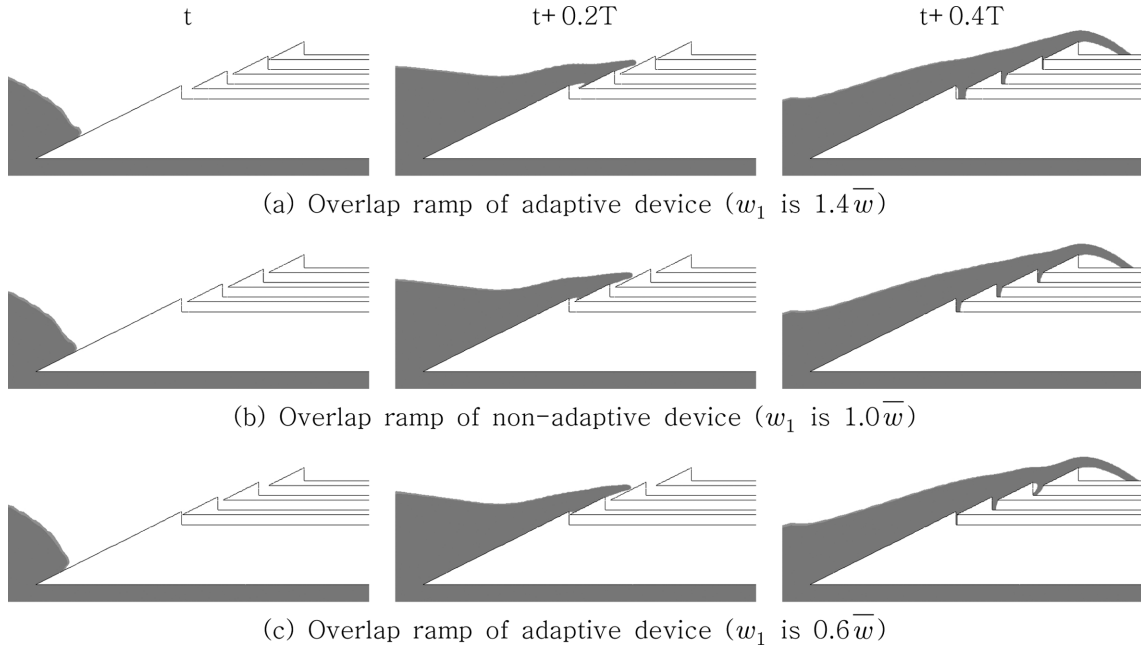 t t+0.2T t+0.4T
(a) Overlap ramp of adaptive device (w₁ is 1.4w̅)
(b) Overlap ramp of non-adaptive device (w₁ is 1.0w̅)
(c) Overlap ramp of adaptive device (w₁ is 0.6w̅)